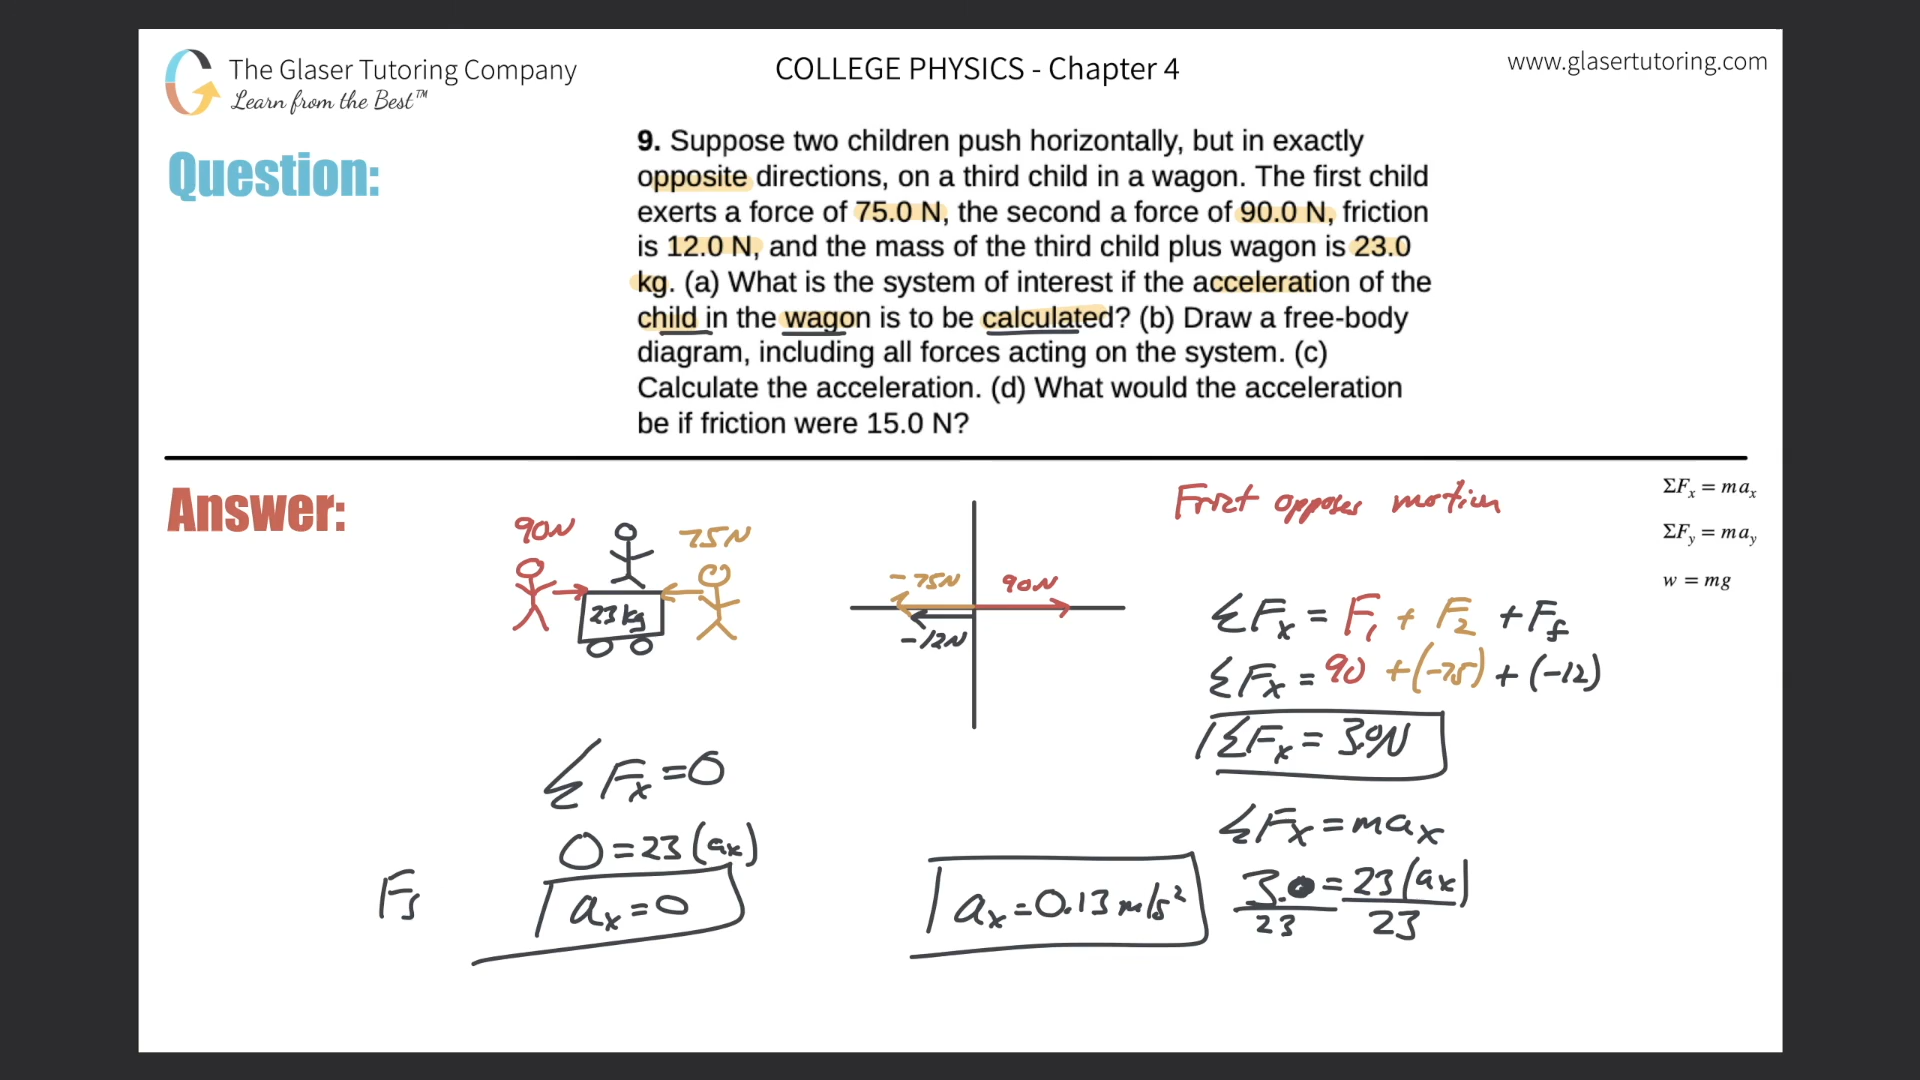 The Glaser Tutoring Company
Learn from the Best™
COLLEGE PHYSICS - Chapter 4
www.glasertutoring.com
Question:
9. Suppose two children push horizontally, but in exactly
opposite directions, on a third child in a wagon. The first child
exerts a force of 75.0 N, the second a force of 90.0 N, friction
is 12.0 N, and the mass of the third child plus wagon is 23.0
kg. (a) What is the system of interest if the acceleration of the
child in the wagon is to be calculated? (b) Draw a free-body
diagram, including all forces acting on the system. (c)
Calculate the acceleration. (d) What would the acceleration
be if friction were 15.0 N?
Answer:
90N
75N
23 kg
-75N
90N
-12N
Frict opposes motion
ΣFₓ = maₓ
ΣFᵧ = maᵧ
w = mg
ΣFₓ = F₁ + F₂ + F_f
ΣFₓ = 90 + (-75) + (-12)
ΣFₓ = 3.0N
ΣFₓ = 0
0 = 23 (aₓ)
aₓ = 0
Fs
ΣFₓ = maₓ
3.0 = 23 (aₓ)
23 23
aₓ = 0.13 m/s²